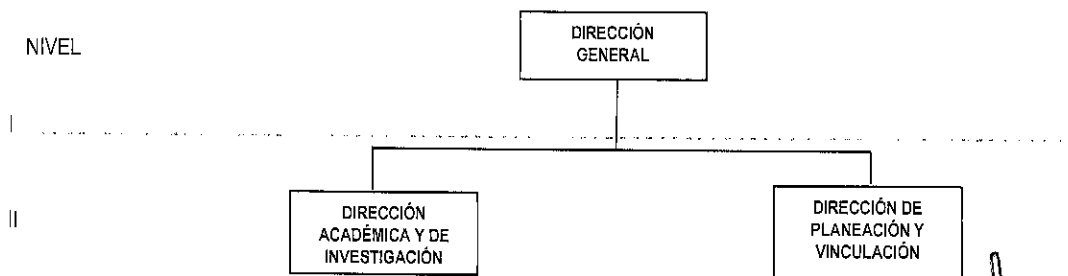 NIVEL
DIRECCIÓN
GENERAL
I
II
DIRECCIÓN
ACADÉMICA Y DE
INVESTIGACIÓN
DIRECCIÓN DE
PLANEACIÓN Y
VINCULACIÓN